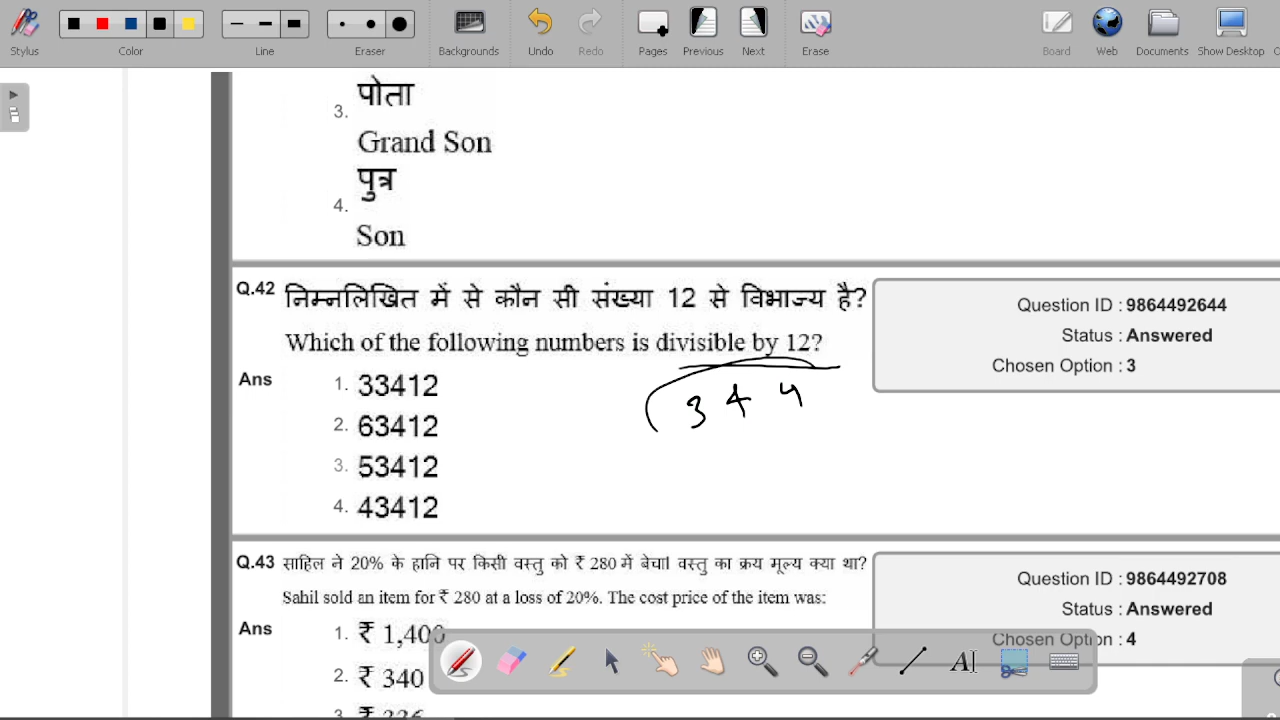 Stylus
Color
Line
Eraser
Backgrounds
Undo
Redo
Pages
Previous
Next
Erase
Board
Web
Documents
Show Desktop
पोता
3.
Grand Son
पुत्र
4.
Son
Q.42 निम्नलिखित में से कौन सी संख्या 12 से विभाज्य है?
Which of the following numbers is divisible by 12?
Ans 1. 33412
2. 63412
3. 53412
4. 43412
3 4 4
Question ID : 9864492644
Status : Answered
Chosen Option : 3
Q.43 साहिल ने 20% के हानि पर किसी वस्तु को ₹ 280 में बेचा। वस्तु का क्रय मूल्य क्या था?
Sahil sold an item for ₹ 280 at a loss of 20%. The cost price of the item was:
Ans 1. ₹ 1,400
2. ₹ 340
Question ID : 9864492708
Status : Answered
Chosen Option : 4